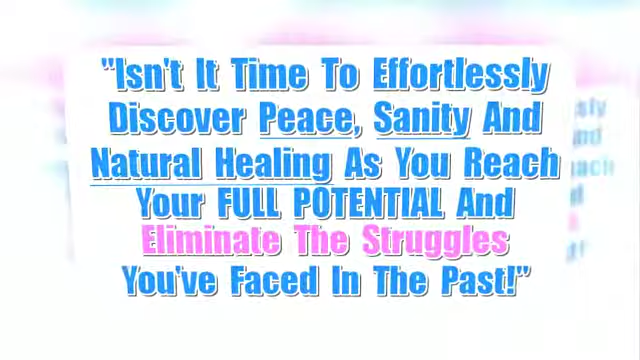 "Isn't It Time To Effortlessly
Discover Peace, Sanity And
Natural Healing As You Reach
Your FULL POTENTIAL And
Eliminate The Struggles
You've Faced In The Past!"